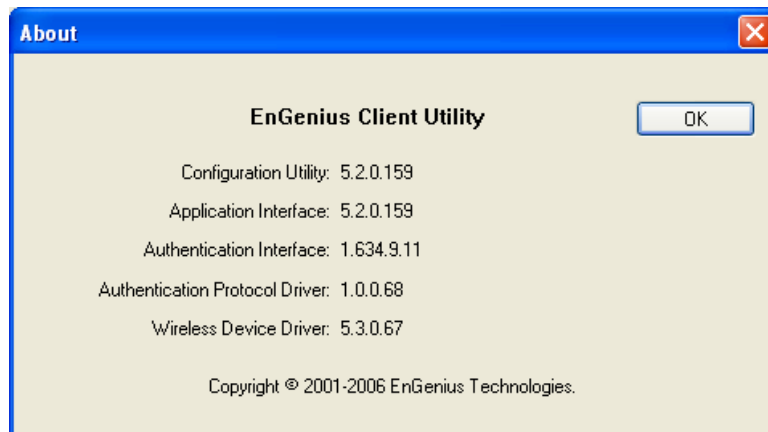 About
EnGenius Client Utility
OK
Configuration Utility: 5.2.0.159
Application Interface: 5.2.0.159
Authentication Interface: 1.634.9.11
Authentication Protocol Driver: 1.0.0.68
Wireless Device Driver: 5.3.0.67
Copyright © 2001-2006 EnGenius Technologies.